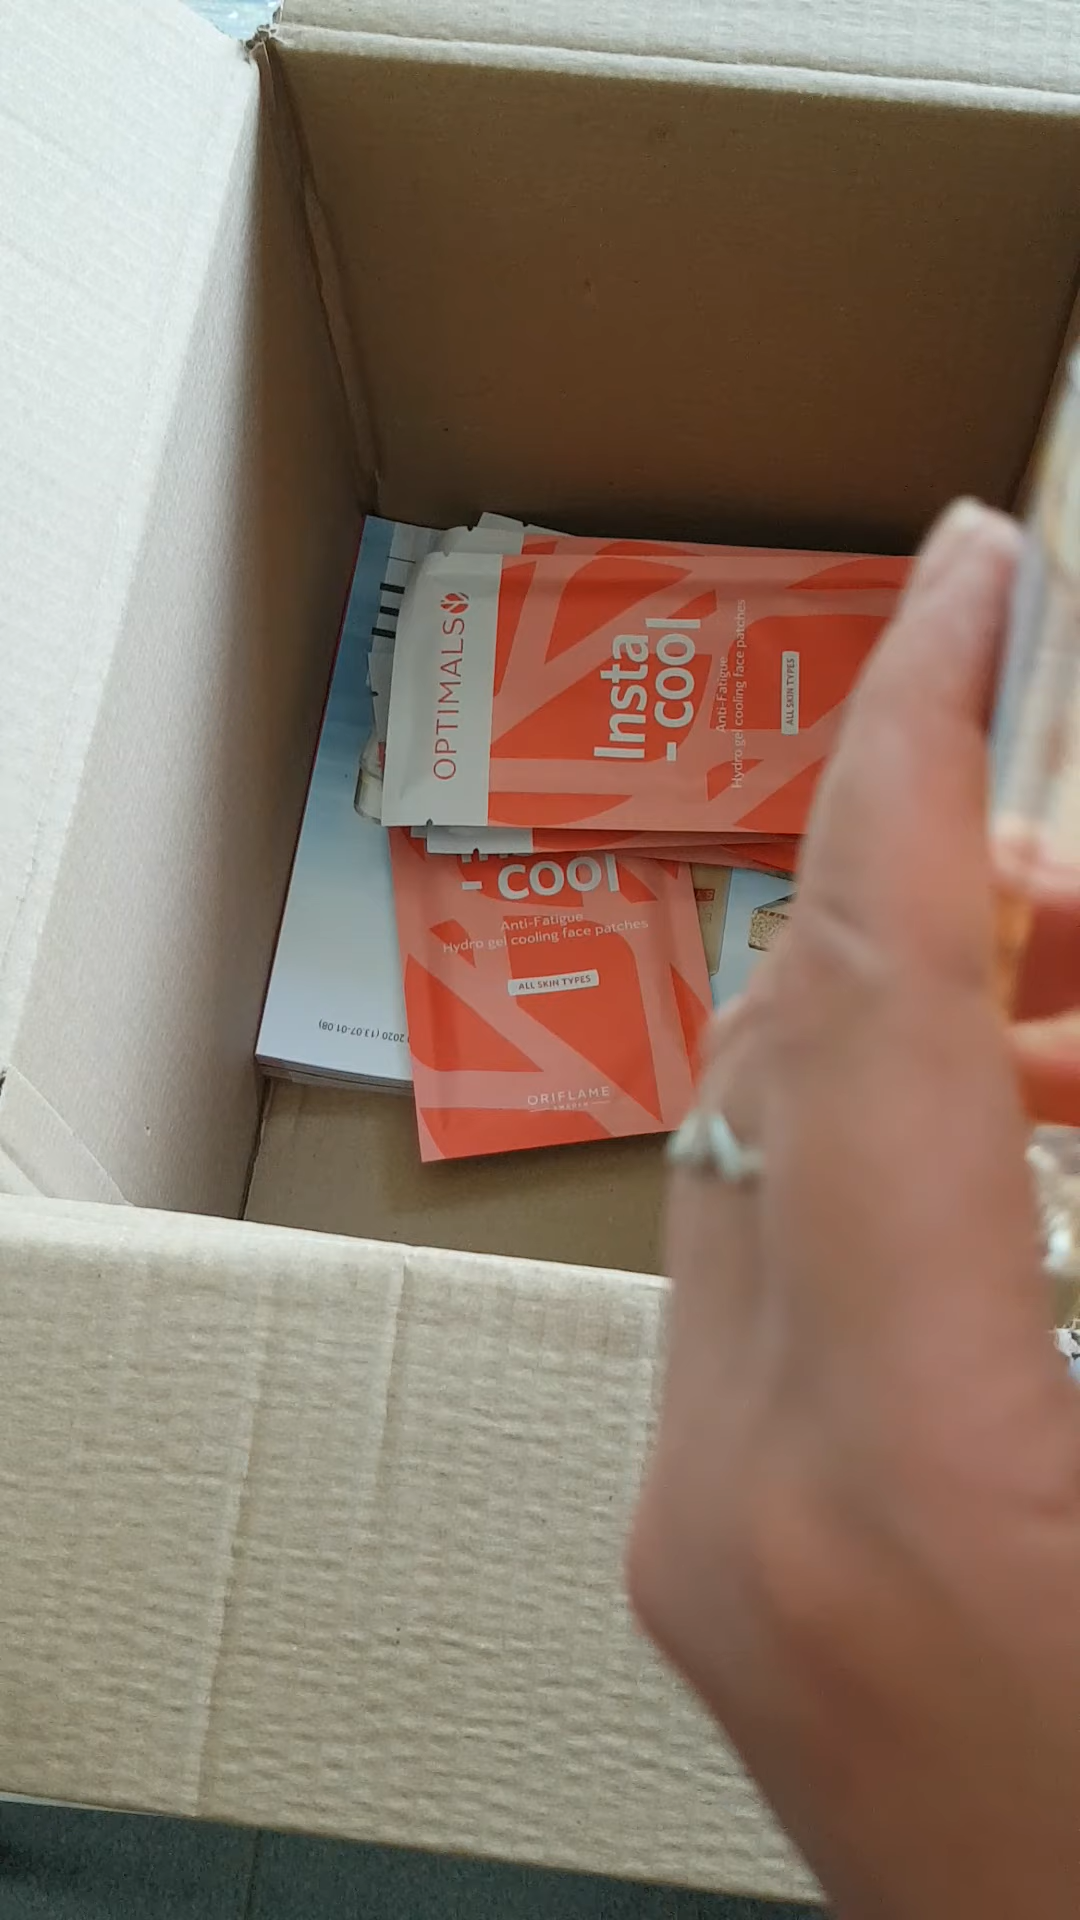 OPTIMALS
Insta
- cool
Anti-Fatigue
Hydro gel cooling face patches
ALL SKIN TYPES
- cool
Anti-Fatigue
Hydro gel cooling face patches
ALL SKIN TYPES
ORIFLAME
SWEDEN
2020 (13.07-01.08)